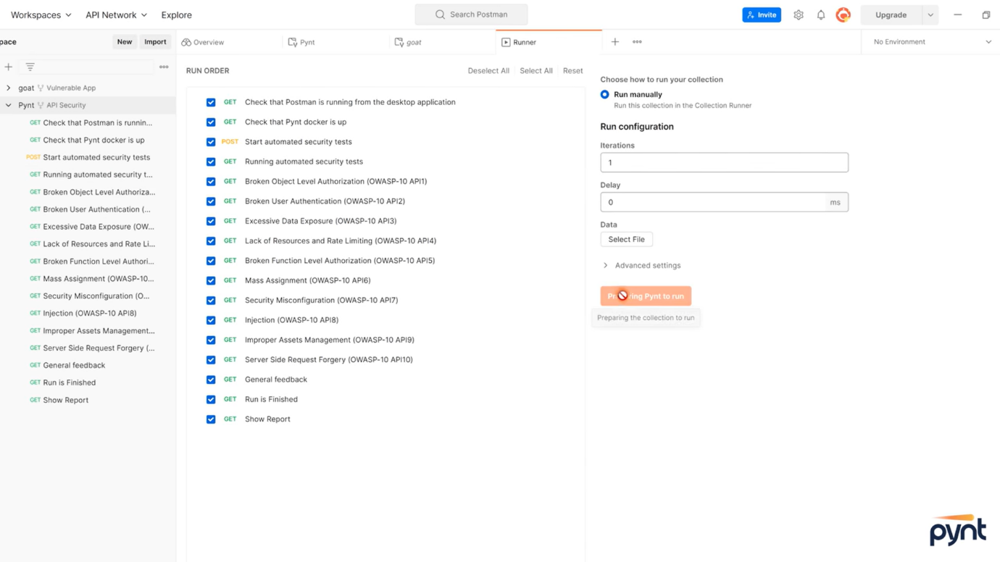 Workspaces API Network Explore Search Postman Invite Upgrade
pace New Import Overview Pynt goat Runner No Environment
goat Vulnerable App
Pynt API Security
GET Check that Postman is runnin...
GET Check that Pynt docker is up
POST Start automated security tests
GET Running automated security t...
GET Broken Object Level Authoriza...
GET Broken User Authentication (...
GET Excessive Data Exposure (OW...
GET Lack of Resources and Rate Li...
GET Broken Function Level Authori...
GET Mass Assignment (OWASP-10...
GET Security Misconfiguration (O...
GET Injection (OWASP-10 API8)
GET Improper Assets Management...
GET Server Side Request Forgery (...
GET General feedback
GET Run is Finished
GET Show Report
RUN ORDER Deselect All Select All Reset
GET Check that Postman is running from the desktop application
GET Check that Pynt docker is up
POST Start automated security tests
GET Running automated security tests
GET Broken Object Level Authorization (OWASP-10 API1)
GET Broken User Authentication (OWASP-10 API2)
GET Excessive Data Exposure (OWASP-10 API3)
GET Lack of Resources and Rate Limiting (OWASP-10 API4)
GET Broken Function Level Authorization (OWASP-10 API5)
GET Mass Assignment (OWASP-10 API6)
GET Security Misconfiguration (OWASP-10 API7)
GET Injection (OWASP-10 API8)
GET Improper Assets Management (OWASP-10 API9)
GET Server Side Request Forgery (OWASP-10 API10)
GET General feedback
GET Run is Finished
GET Show Report
Choose how to run your collection
Run manually
Run this collection in the Collection Runner
Run configuration
Iterations
1
Delay
0 ms
Data
Select File
Advanced settings
Pynt to run
Preparing the collection to run
pynt